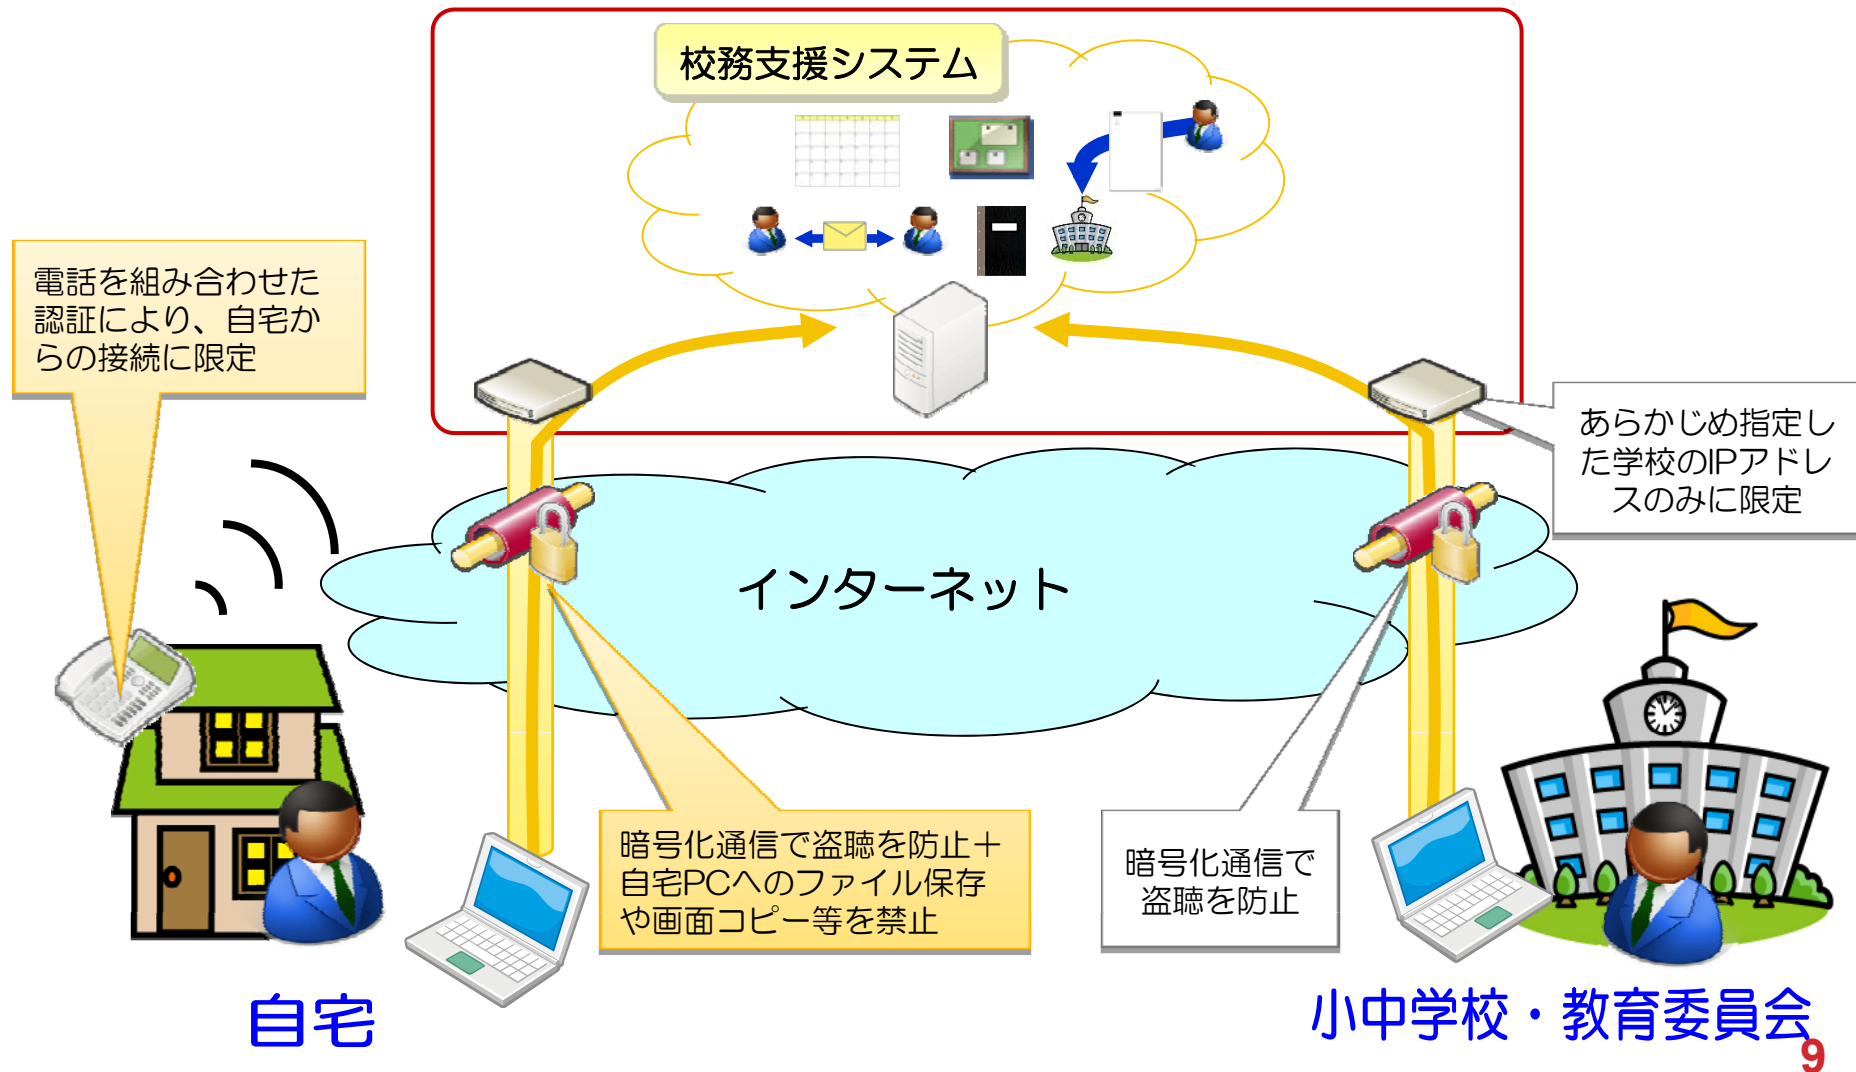 校務支援システム
電話を組み合わせた
認証により、自宅か
らの接続に限定
あらかじめ指定し
た学校のIPアドレ
スのみに限定
インターネット
暗号化通信で盗聴を防止＋
自宅PCへのファイル保存
や画面コピー等を禁止
暗号化通信で
盗聴を防止
自宅
小中学校・教育委員会
9